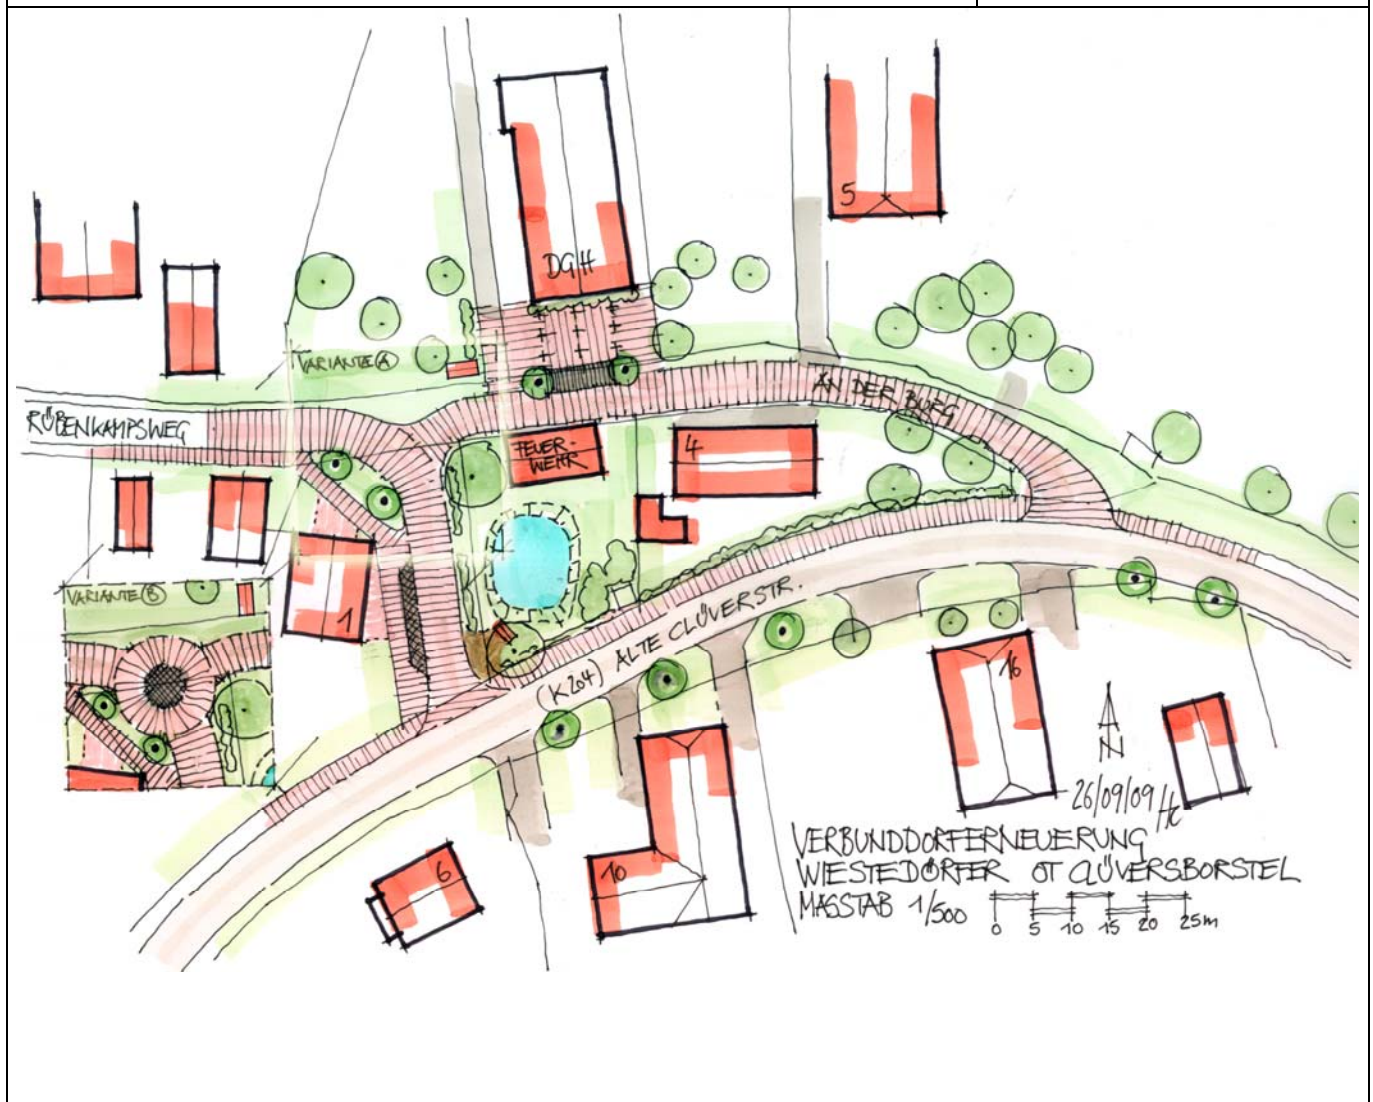 5
DGH
VARIANTE A
RÜBENKAMPSWEG
AN DER BURG
FEUER-
WEHR
4
1
VARIANTE B
(K204) ALTE CLÜVERSTR.
16
N
26/09/09 Hc
6
10
VERBUNDDORFERNEUERUNG
WIESTEDÖRFER OT CLÜVERSBORSTEL
MASSTAB 1/500
0 5 10 15 20 25m